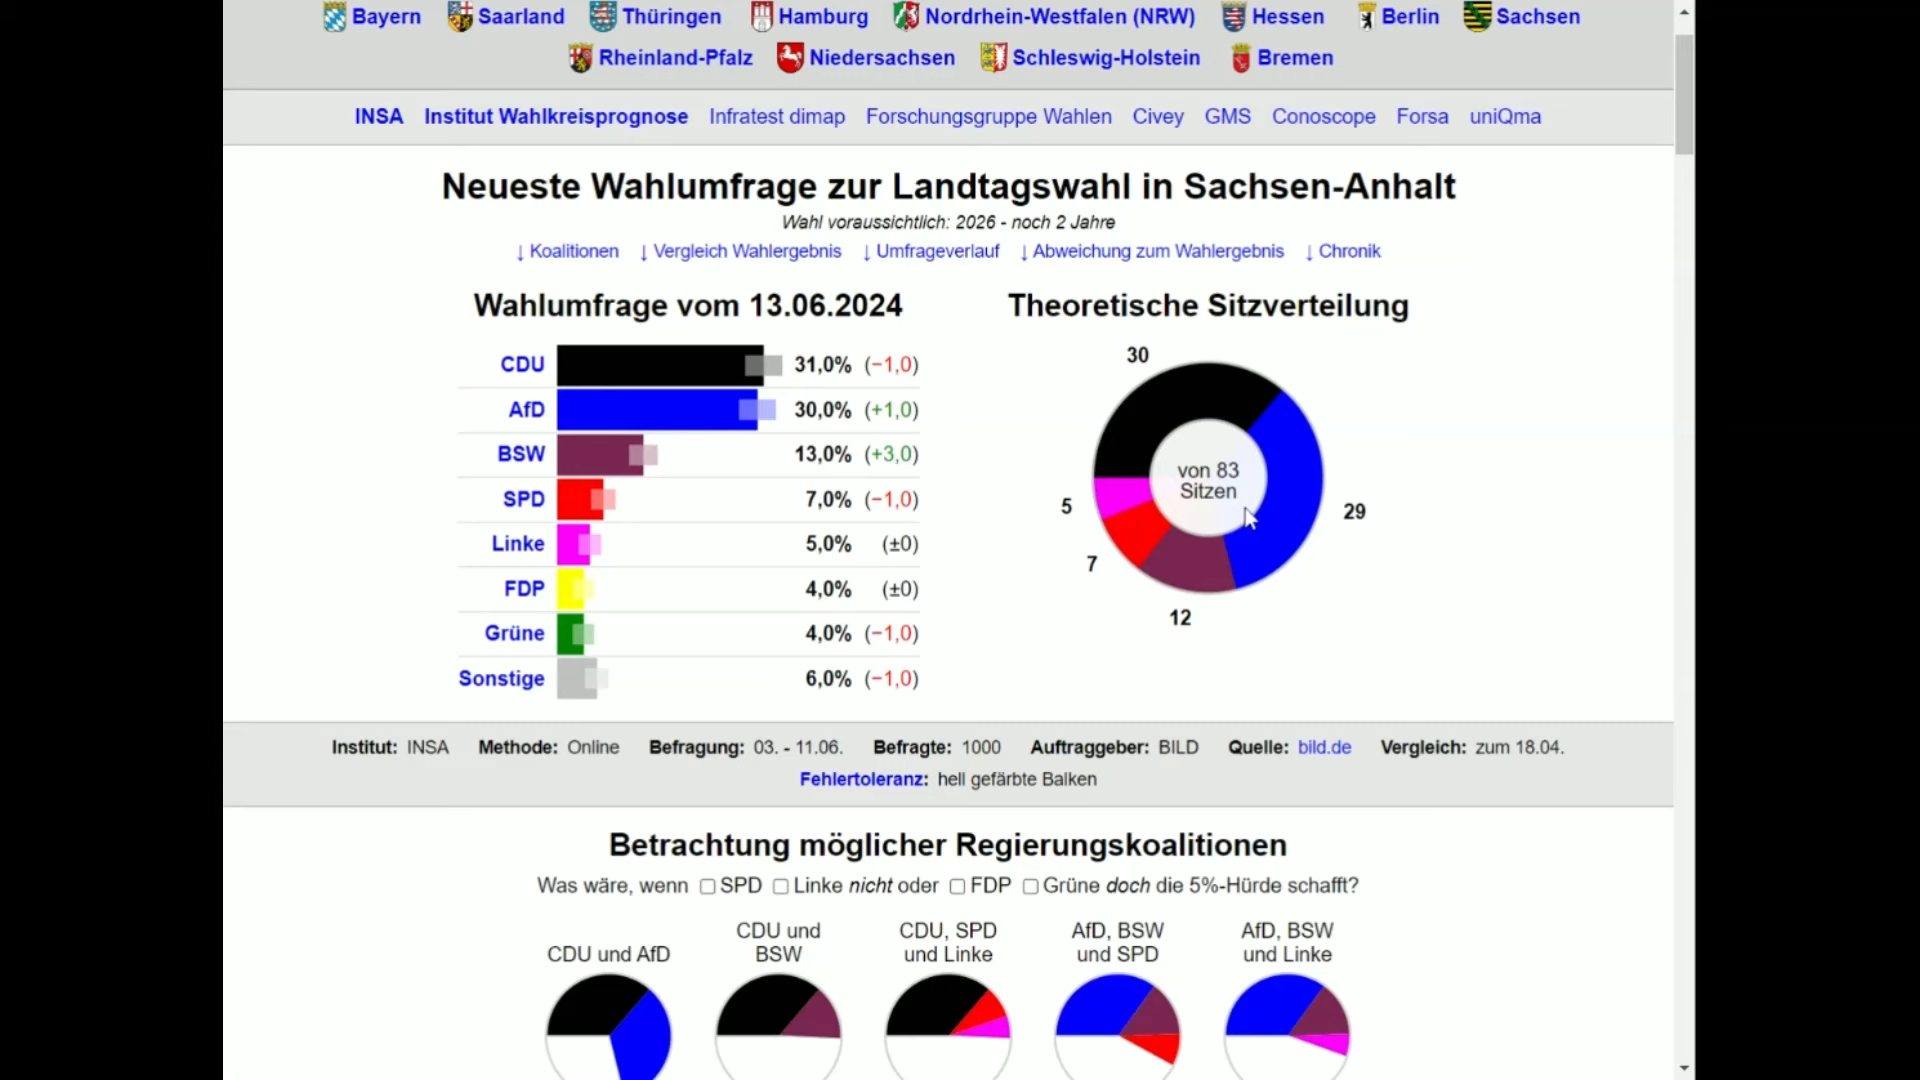 Bayern Saarland Thüringen Hamburg Nordrhein-Westfalen (NRW) Hessen Berlin Sachsen
Rheinland-Pfalz Niedersachsen Schleswig-Holstein Bremen
INSA Institut Wahlkreisprognose Infratest dimap Forschungsgruppe Wahlen Civey GMS Conoscope Forsa uniQma
Neueste Wahlumfrage zur Landtagswahl in Sachsen-Anhalt
Wahl voraussichtlich: 2026 - noch 2 Jahre
↓ Koalitionen ↓ Vergleich Wahlergebnis ↓ Umfrageverlauf ↓ Abweichung zum Wahlergebnis ↓ Chronik
Wahlumfrage vom 13.06.2024
CDU 31,0% (−1,0)
AfD 30,0% (+1,0)
BSW 13,0% (+3,0)
SPD 7,0% (−1,0)
Linke 5,0% (±0)
FDP 4,0% (±0)
Grüne 4,0% (−1,0)
Sonstige 6,0% (−1,0)
Theoretische Sitzverteilung
30
von 83
Sitzen
5
29
7
12
Institut: INSA Methode: Online Befragung: 03. - 11.06. Befragte: 1000 Auftraggeber: BILD Quelle: bild.de Vergleich: zum 18.04.
Fehlertoleranz: hell gefärbte Balken
Betrachtung möglicher Regierungskoalitionen
Was wäre, wenn SPD Linke nicht oder FDP Grüne doch die 5%-Hürde schafft?
CDU und AfD
CDU und
BSW
CDU, SPD
und Linke
AfD, BSW
und SPD
AfD, BSW
und Linke